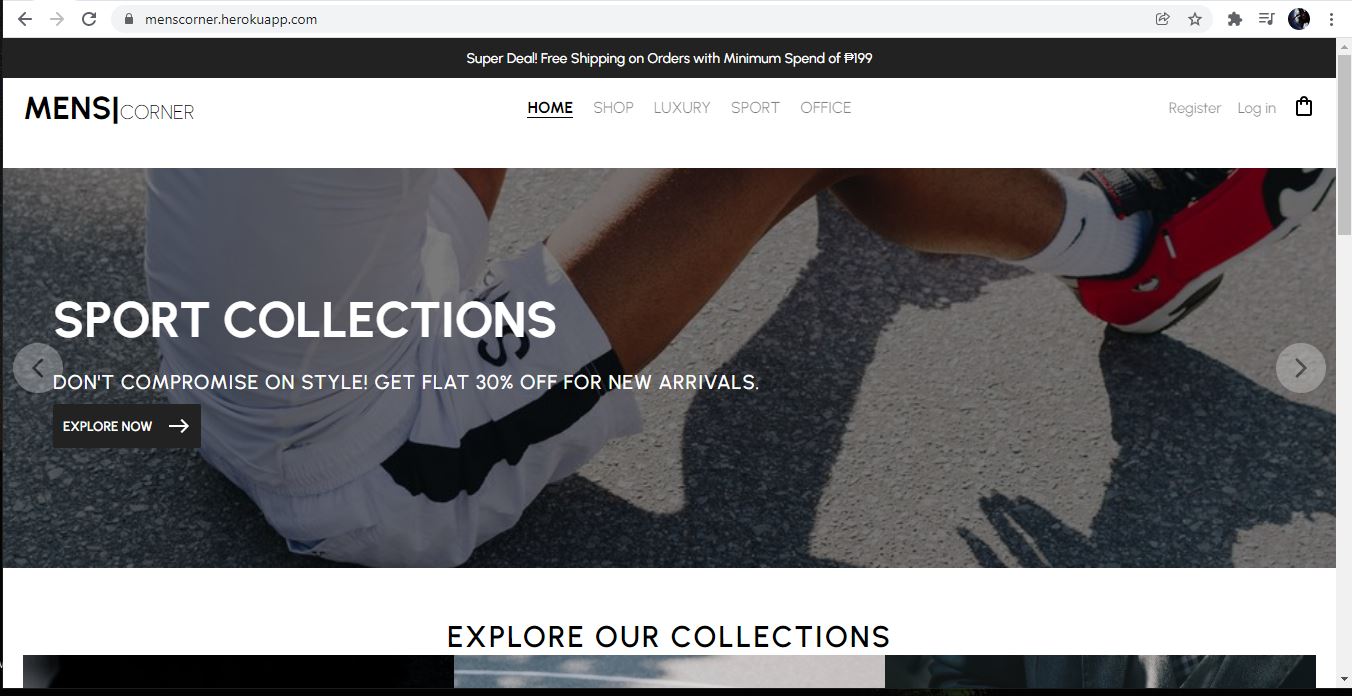 menscorner.herokuapp.com
Super Deal! Free Shipping on Orders with Minimum Spend of ₱199
MENS|CORNER
HOME SHOP LUXURY SPORT OFFICE
Register Log in
SPORT COLLECTIONS
DON'T COMPROMISE ON STYLE! GET FLAT 30% OFF FOR NEW ARRIVALS.
EXPLORE NOW
EXPLORE OUR COLLECTIONS